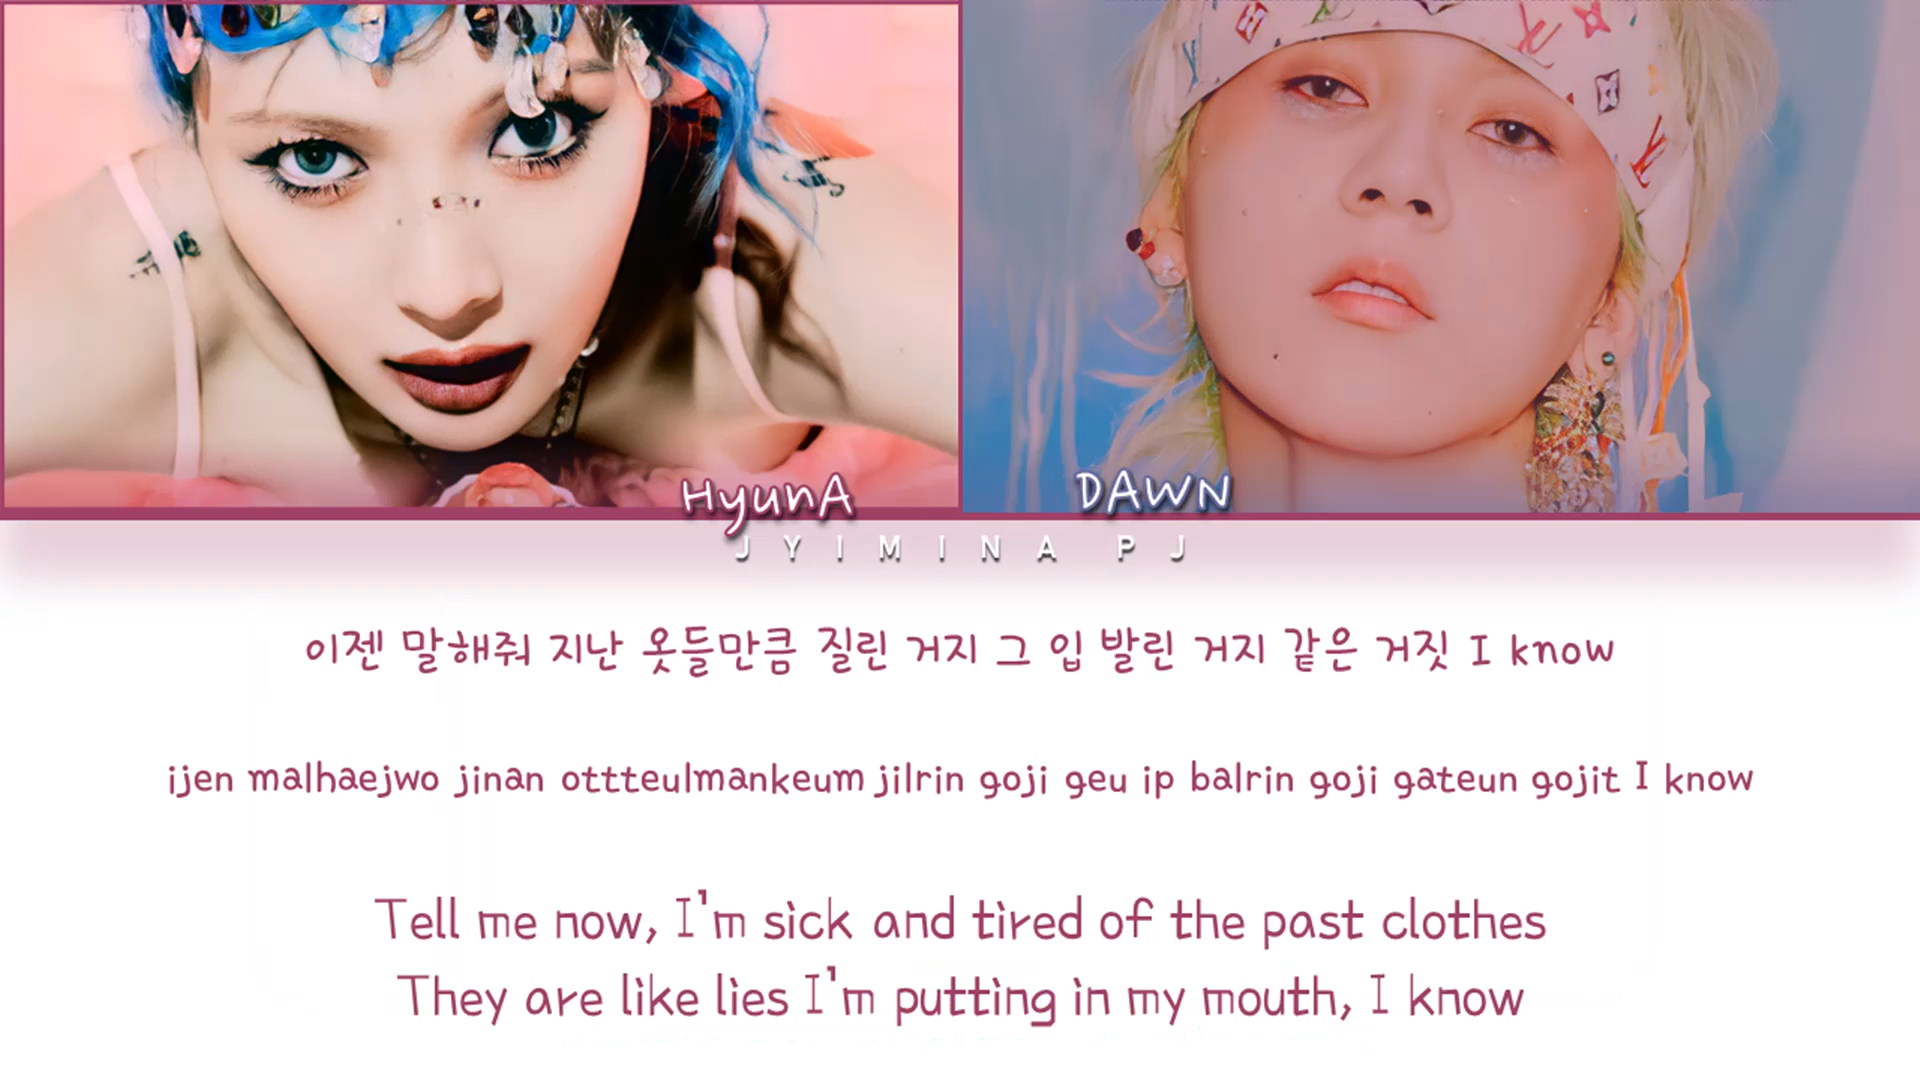 HyunA
DAWN
JYIMINA PJ
이젠 말해줘 지난 옷들만큼 질린 거지 그 입 발린 거지 같은 거짓 I know
ijen malhaejwo jinan ottteulmankeum jilrin goji geu ip balrin goji gateun gojit I know
Tell me now, I'm sick and tired of the past clothes
They are like lies I'm putting in my mouth, I know